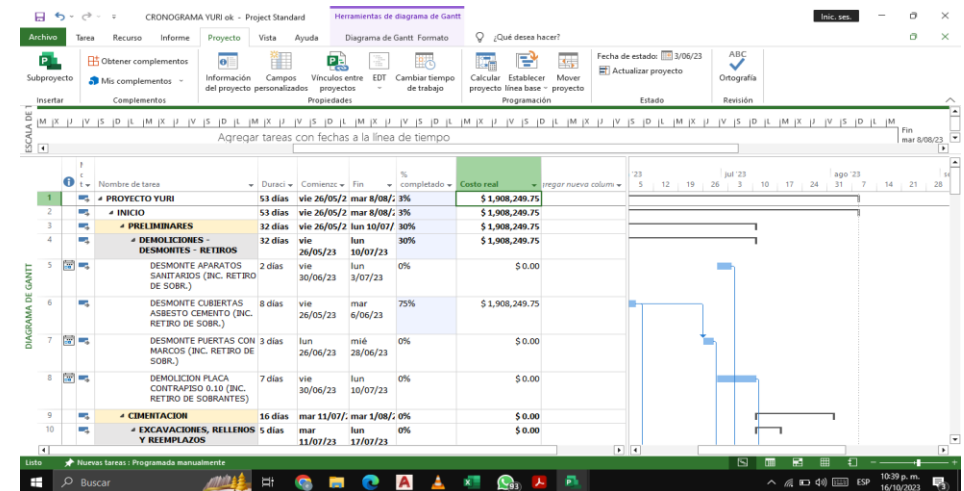 CRONOGRAMA YURI ok - Project Standard
Herramientas de diagrama de Gantt
Inic. ses.
Archivo Tarea Recurso Informe Proyecto Vista Ayuda Diagrama de Gantt Formato ¿Qué desea hacer?
Subproyecto
Obtener complementos
Mis complementos
Información del proyecto
Campos personalizados
Vínculos entre proyectos
EDT
Cambiar tiempo de trabajo
Calcular proyecto
Establecer línea base
Mover proyecto
Fecha de estado: 3/06/23
Actualizar proyecto
ABC
Ortografía
Insertar Complementos Propiedades Programación Estado Revisión
ESCALA DE T
M |X |J |V |S |D |L |M |X |J |V |S |D |L |M |X |J |V |S |D |L |M |X |J |V |S |D |L |M |X |J |V |S |D |L |M |X |J |V |S |D |L |M
Agregar tareas con fechas a la línea de tiempo
Fin
mar 8/08/23
Nombre de tarea Duraci Comienzo Fin % completado Costo real regar nueva column
'23 jul '23 ago '23
5 12 19 26 3 10 17 24 31 7 14 21 28
1 PROYECTO YURI 53 días vie 26/05/2 mar 8/08/2 3% $ 1,908,249.75
2 INICIO 53 días vie 26/05/2 mar 8/08/2 3% $ 1,908,249.75
3 PRELIMINARES 32 días vie 26/05/2 lun 10/07/ 30% $ 1,908,249.75
4 DEMOLICIONES - 32 días vie lun 30% $ 1,908,249.75
DESMONTES - RETIROS 26/05/23 10/07/23
5 DESMONTE APARATOS 2 días vie lun 0% $ 0.00
SANITARIOS (INC. RETIRO 30/06/23 3/07/23
DE SOBR.)
6 DESMONTE CUBIERTAS 8 días vie mar 75% $ 1,908,249.75
ASBESTO CEMENTO (INC. 26/05/23 6/06/23
RETIRO DE SOBR.)
7 DESMONTE PUERTAS CON 3 días lun mié 0% $ 0.00
MARCOS (INC. RETIRO DE 26/06/23 28/06/23
SOBR.)
8 DEMOLICION PLACA 7 días vie lun 0% $ 0.00
CONTRAPISO 0.10 (INC. 30/06/23 10/07/23
RETIRO DE SOBRANTES)
9 CIMENTACION 16 días mar 11/07/2 mar 1/08/2 0% $ 0.00
10 EXCAVACIONES, RELLENOS 5 días mar lun 0% $ 0.00
Y REEMPLAZOS 11/07/23 17/07/23
DIAGRAMA DE GANTT
Listo Nuevas tareas : Programada manualmente
Buscar
93
ESP
10:39 p. m.
16/10/2023
3